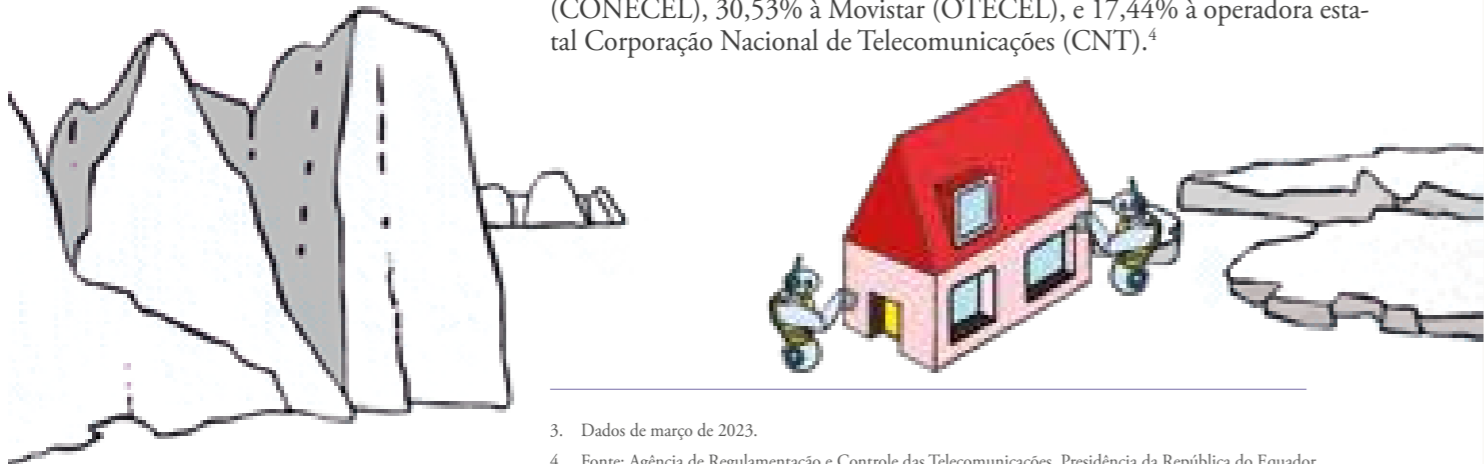 (CONECEL), 30,53% à Movistar (OTECEL), e 17,44% à operadora esta-
tal Corporação Nacional de Telecomunicações (CNT).4
3. Dados de março de 2023.
4. Fonte: Agência de Regulamentação e Controle das Telecomunicações, Presidência da República do Equador